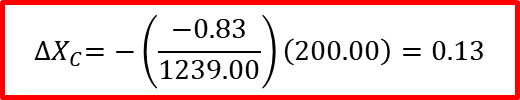 ΔX_C = −(−0.83/1239.00)(200.00) = 0.13